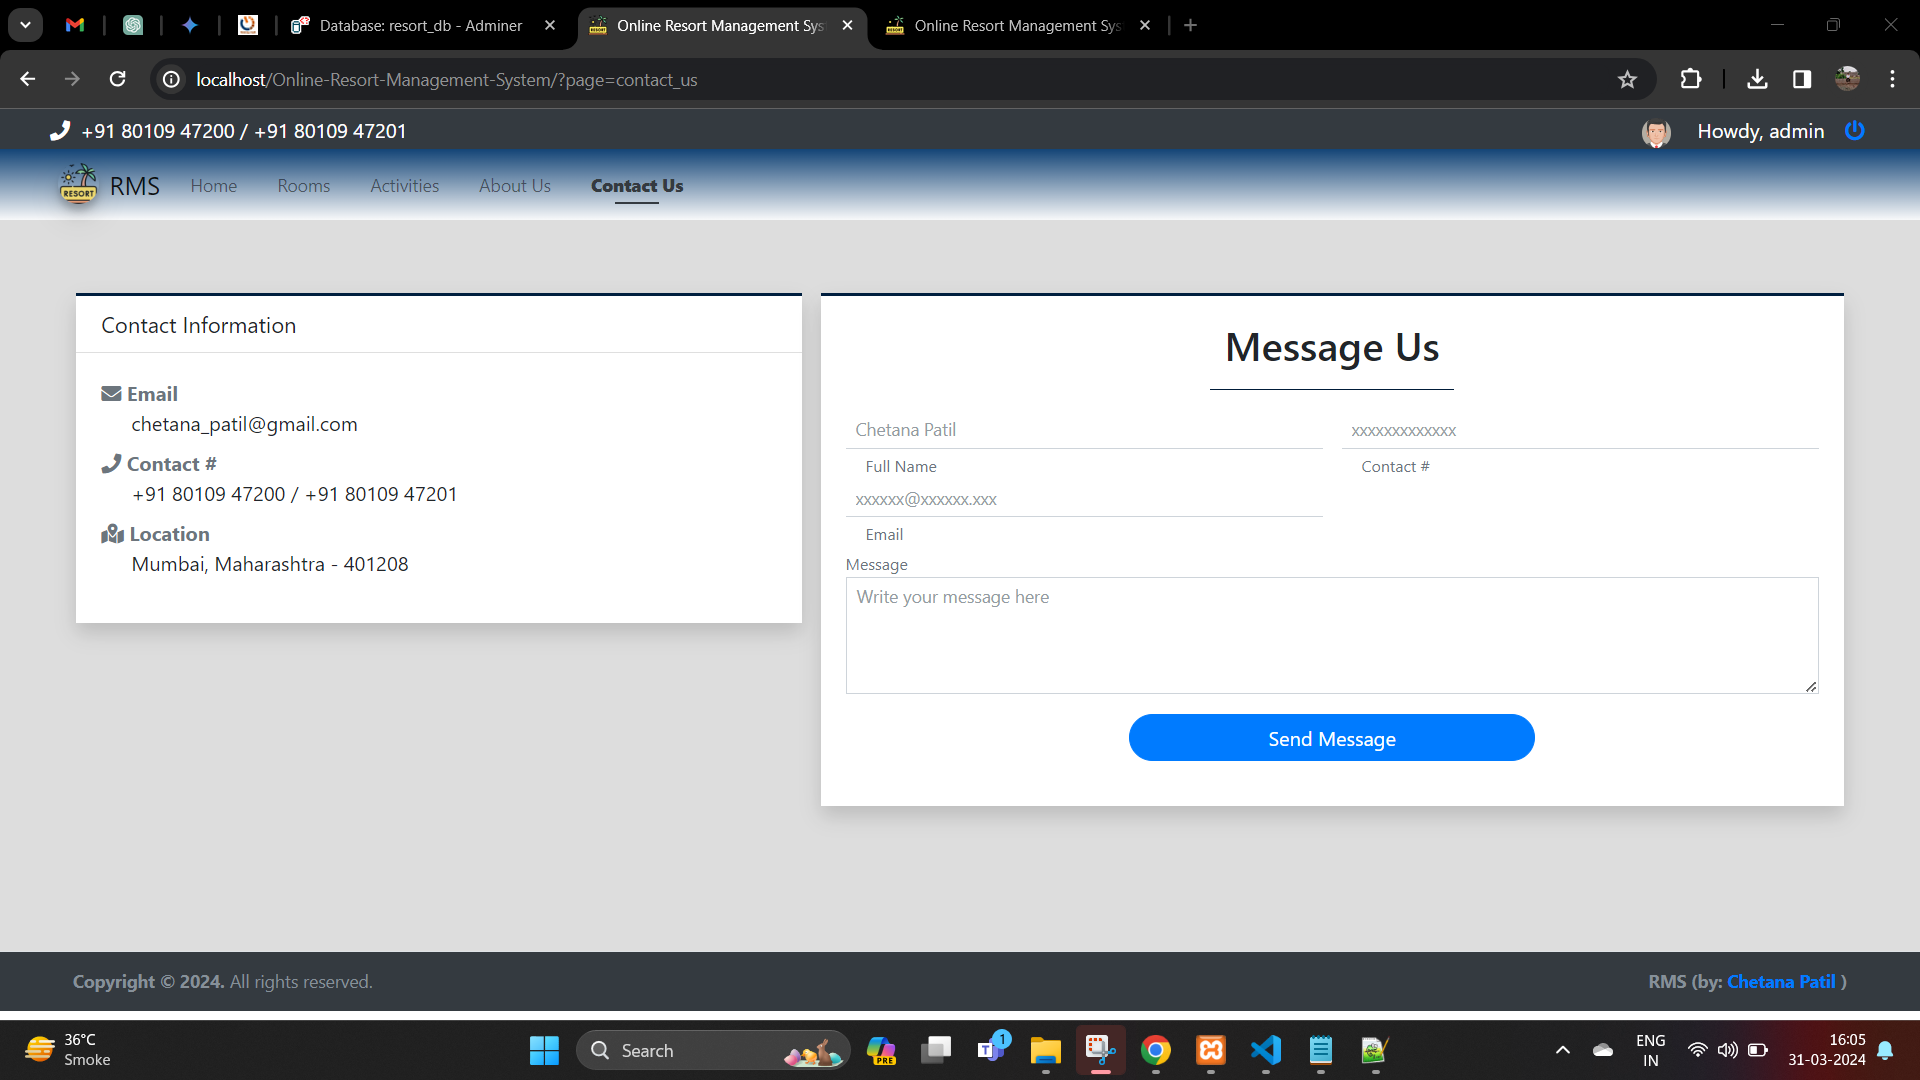 Database: resort_db - Adminer
Online Resort Management Sys
Online Resort Management Sys
localhost/Online-Resort-Management-System/?page=contact_us
+91 80109 47200 / +91 80109 47201
Howdy, admin
RESORT
RMS
Home
Rooms
Activities
About Us
Contact Us
Contact Information
Email
chetana_patil@gmail.com
Contact #
+91 80109 47200 / +91 80109 47201
Location
Mumbai, Maharashtra - 401208
Message Us
Chetana Patil
xxxxxxxxxxxxx
Full Name
Contact #
xxxxxx@xxxxxx.xxx
Email
Message
Write your message here
Send Message
Copyright © 2024. All rights reserved.
RMS (by: Chetana Patil )
36°C
Smoke
Search
PRE
1
ENG
IN
16:05
31-03-2024